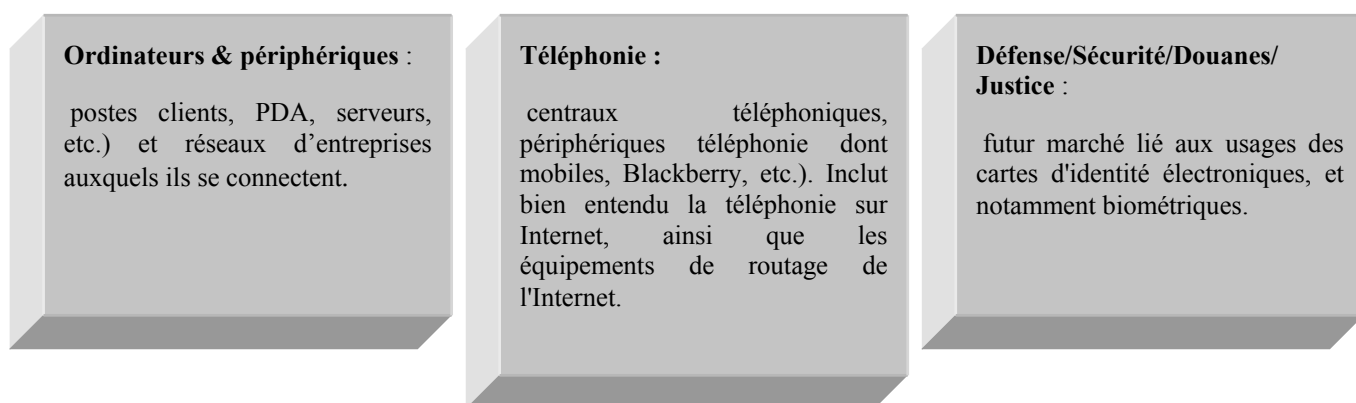 Ordinateurs & périphériques :
postes clients, PDA, serveurs,
etc.) et réseaux d’entreprises
auxquels ils se connectent.
Téléphonie :
centraux téléphoniques,
périphériques téléphonie dont
mobiles, Blackberry, etc.). Inclut
bien entendu la téléphonie sur
Internet, ainsi que les
équipements de routage de
l'Internet.
Défense/Sécurité/Douanes/
Justice :
futur marché lié aux usages des
cartes d'identité électroniques, et
notamment biométriques.